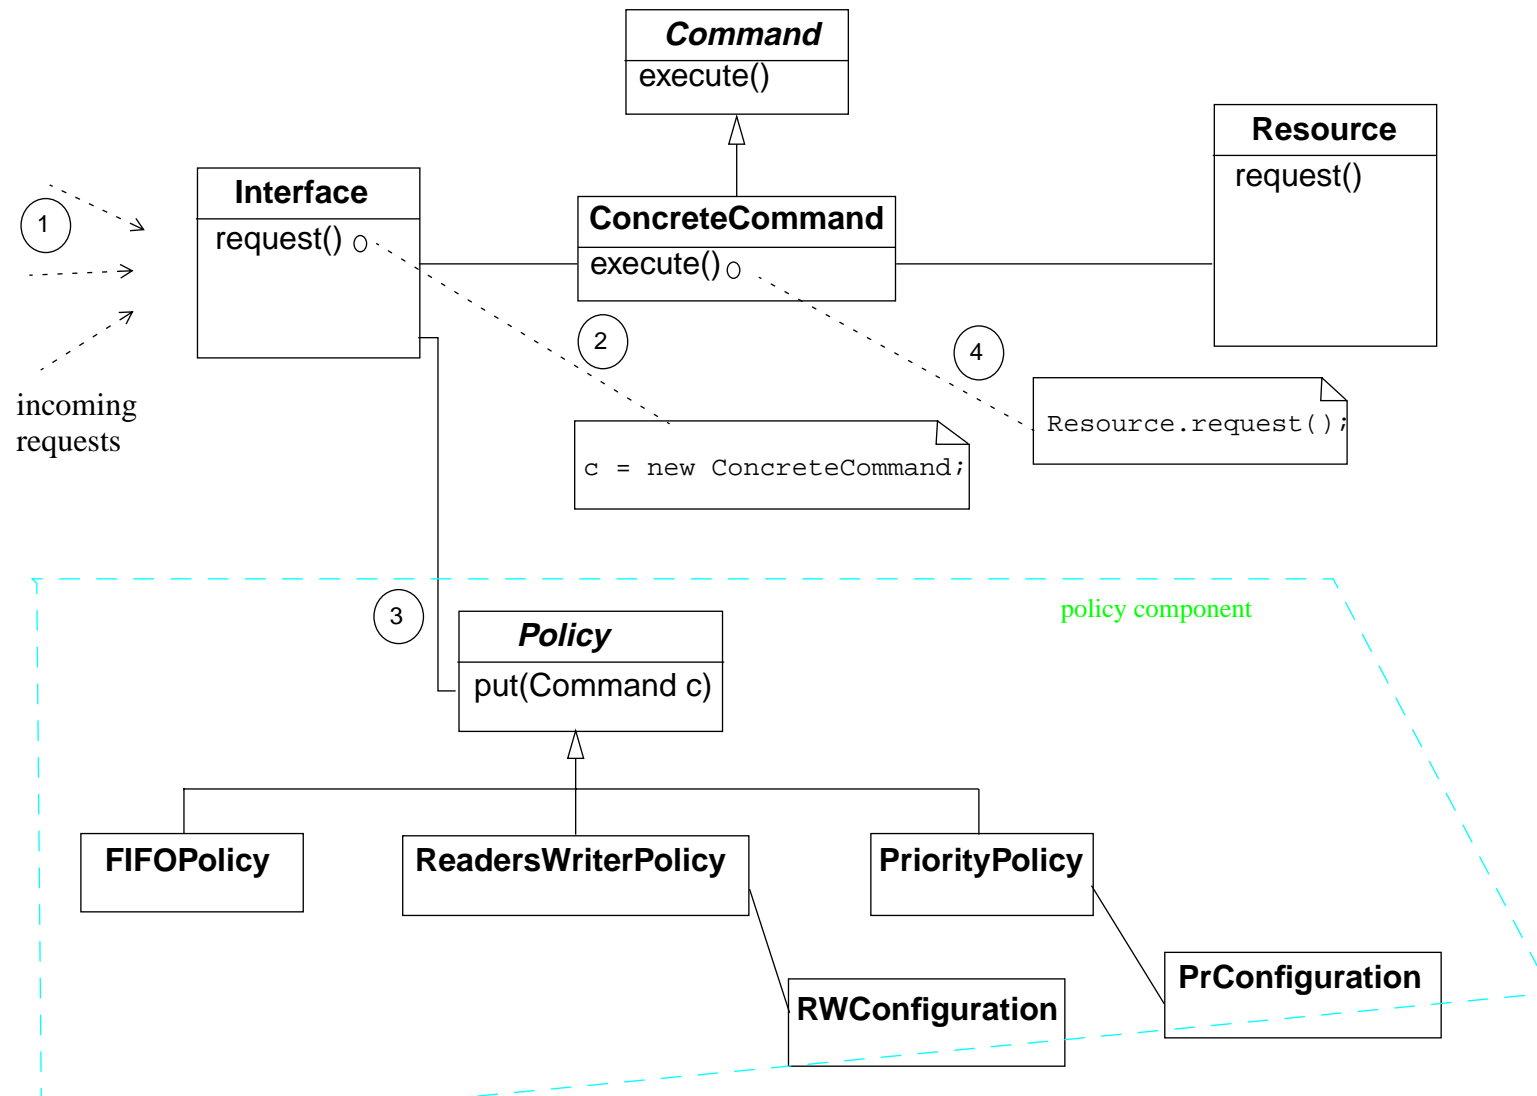 Command
execute()
Resource
request()
Interface
request()
1
ConcreteCommand
execute()
2
4
incoming
requests
Resource.request();
c = new ConcreteCommand;
3
policy component
Policy
put(Command c)
FIFOPolicy
ReadersWriterPolicy
PriorityPolicy
PrConfiguration
RWConfiguration